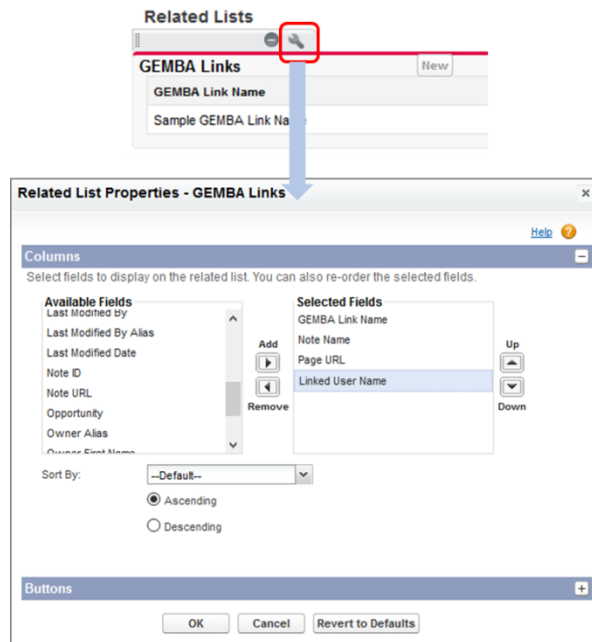 Related Lists
GEMBA Links
New
GEMBA Link Name
Sample GEMBA Link Na
Related List Properties - GEMBA Links
Help
Columns
Select fields to display on the related list. You can also re-order the selected fields.
Available Fields
Last Modified By
Last Modified By Alias
Last Modified Date
Note ID
Note URL
Opportunity
Owner Alias
Owner First Name
Add
Remove
Selected Fields
GEMBA Link Name
Note Name
Page URL
Linked User Name
Up
Down
Sort By:
--Default--
Ascending
Descending
Buttons
OK
Cancel
Revert to Defaults